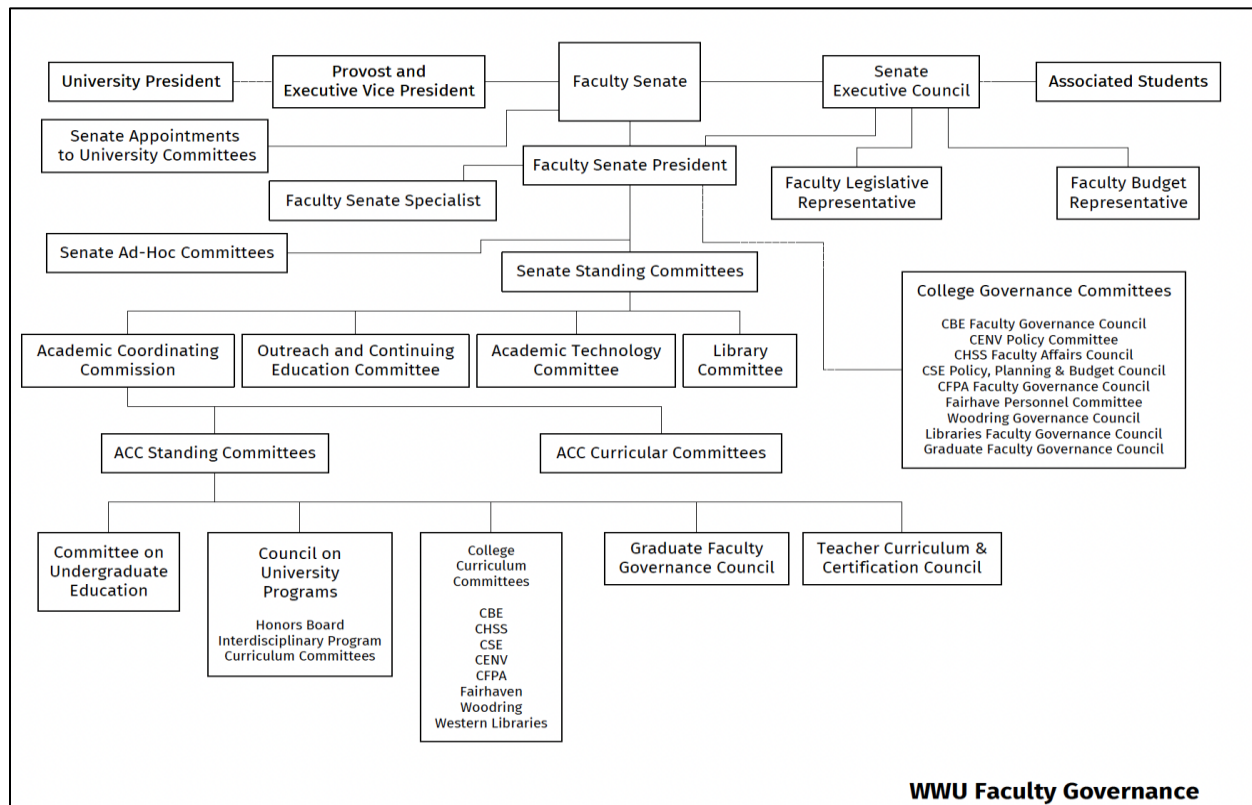 University President
Provost and
Executive Vice President
Faculty Senate
Senate
Executive Council
Associated Students
Senate Appointments
to University Committees
Faculty Senate President
Faculty Senate Specialist
Faculty Legislative
Representative
Faculty Budget
Representative
Senate Ad-Hoc Committees
Senate Standing Committees
College Governance Committees
CBE Faculty Governance Council
CENV Policy Committee
CHSS Faculty Affairs Council
CSE Policy, Planning & Budget Council
CFPA Faculty Governance Council
Fairhave Personnel Committee
Woodring Governance Council
Libraries Faculty Governance Council
Graduate Faculty Governance Council
Academic Coordinating
Commission
Outreach and Continuing
Education Committee
Academic Technology
Committee
Library
Committee
ACC Standing Committees
ACC Curricular Committees
Committee on
Undergraduate
Education
Council on
University
Programs
Honors Board
Interdisciplinary Program
Curriculum Committees
College
Curriculum
Committees
CBE
CHSS
CSE
CENV
CFPA
Fairhaven
Woodring
Western Libraries
Graduate Faculty
Governance Council
Teacher Curriculum &
Certification Council
WWU Faculty Governance